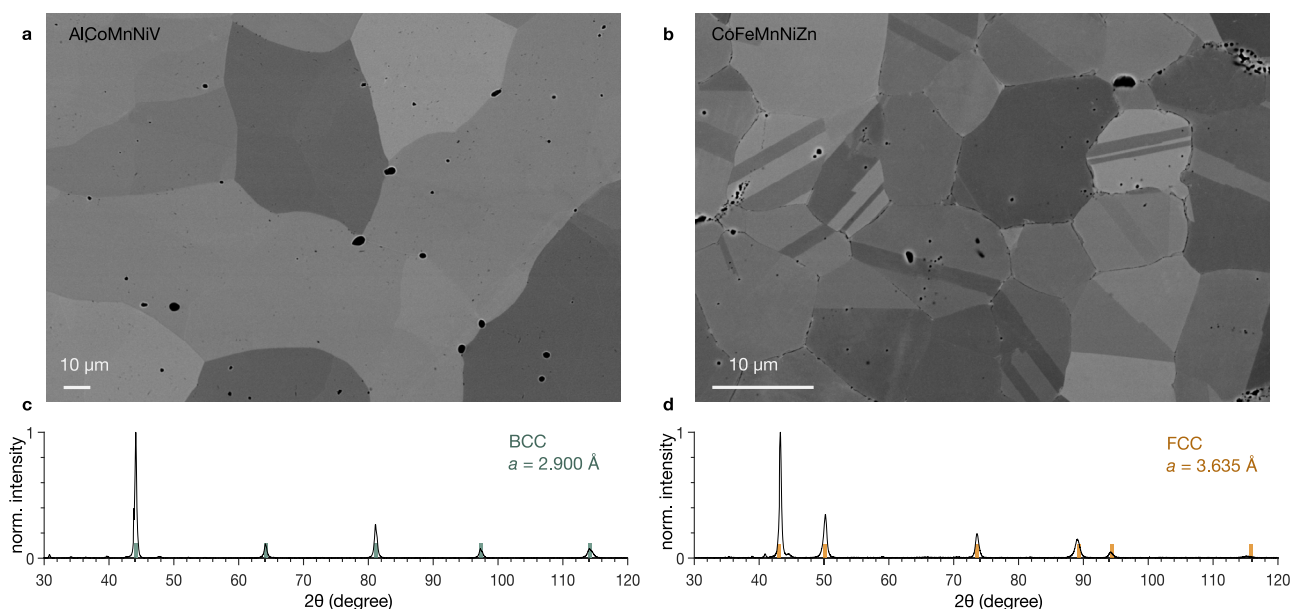 a
AlCoMnNiV
10 µm
b
CoFeMnNiZn
10 µm
c
norm. intensity
1
0
BCC
a = 2.900 Å
30 40 50 60 70 80 90 100 110 120
2θ (degree)
d
norm. intensity
1
0
FCC
a = 3.635 Å
30 40 50 60 70 80 90 100 110 120
2θ (degree)